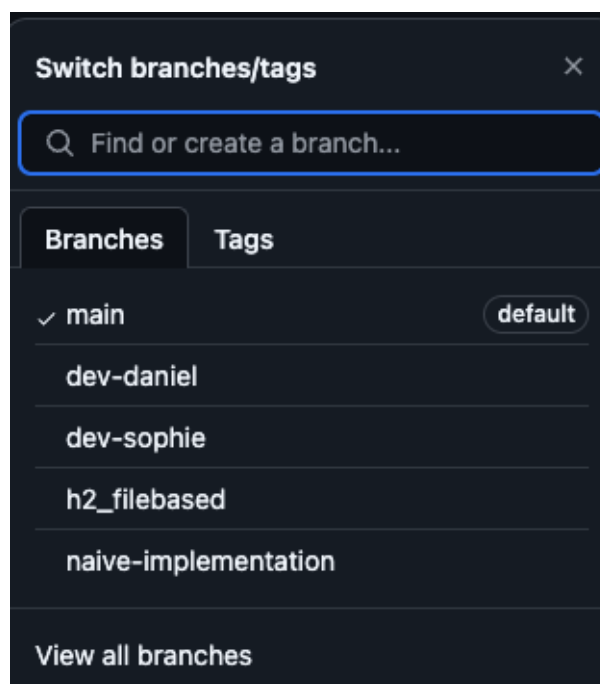 Switch branches/tags
Find or create a branch...
Branches Tags
main default
dev-daniel
dev-sophie
h2_filebased
naive-implementation
View all branches